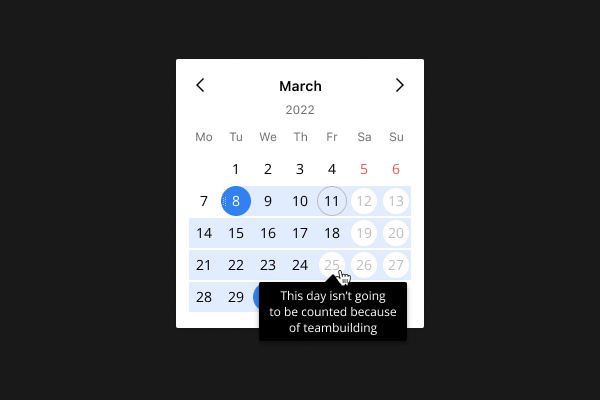 March
2022
Mo Tu We Th Fr Sa Su
1 2 3 4 5 6
7 8 9 10 11 12 13
14 15 16 17 18 19 20
21 22 23 24 25 26 27
28 29
This day isn't going
to be counted because
of teambuilding